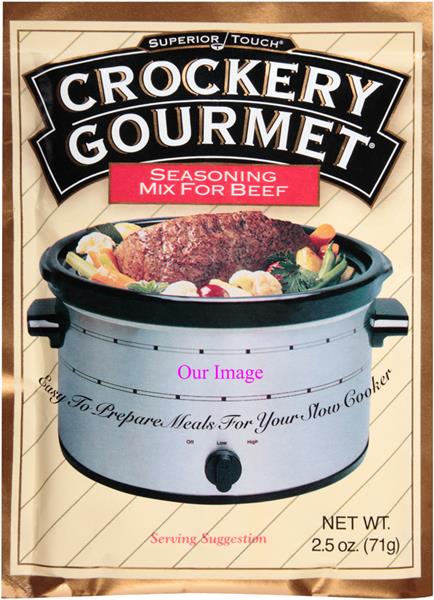 SUPERIOR TOUCH®
CROCKERY
GOURMET®
SEASONING
MIX FOR BEEF
Our Image
Easy To Prepare Meals For Your Slow Cooker
Off Low High
Serving Suggestion
NET WT.
2.5 oz. (71g)